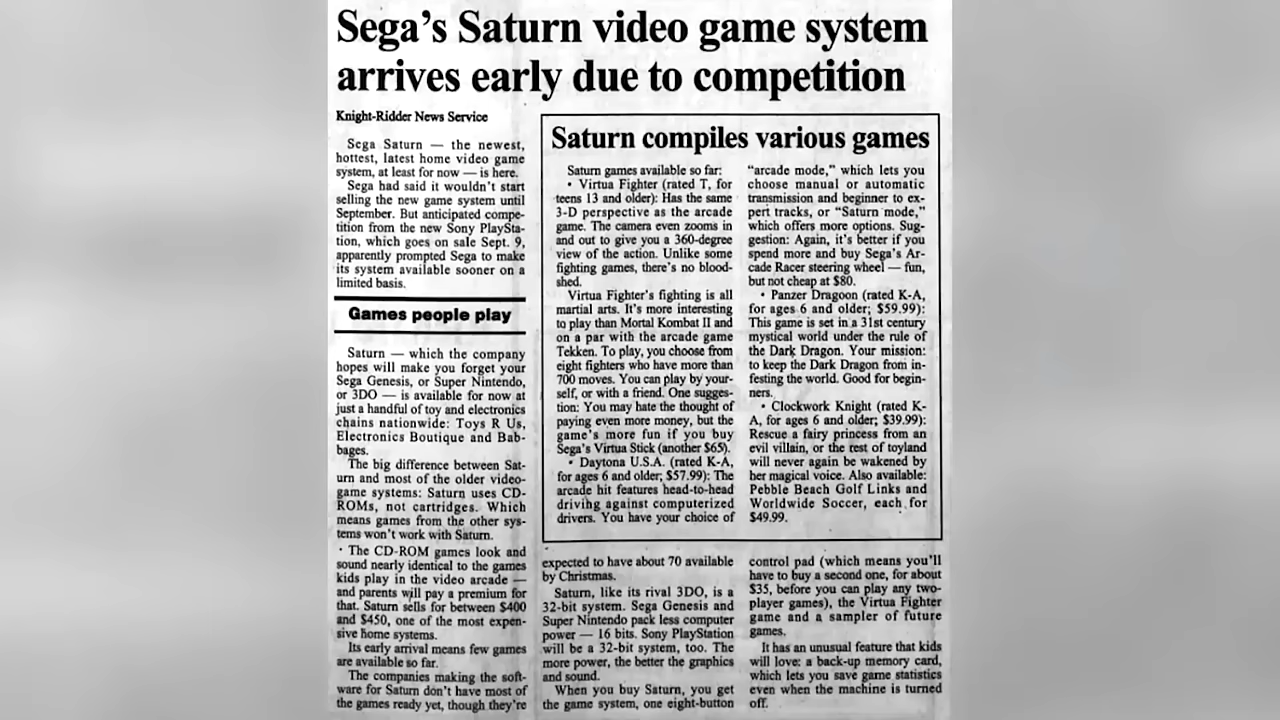 Sega's Saturn video game system
arrives early due to competition
Knight-Ridder News Service
Sega Saturn — the newest,
hottest, latest home video game
system, at least for now — is here.
Sega had said it wouldn't start
selling the new game system until
September. But anticipated compe-
tition from the new Sony PlaySta-
tion, which goes on sale Sept. 9,
apparently prompted Sega to make
its system available sooner on a
limited basis.
Games people play
Saturn — which the company
hopes will make you forget your
Sega Genesis, or Super Nintendo,
or 3DO — is available for now at
just a handful of toy and electronics
chains nationwide: Toys R Us,
Electronics Boutique and Bab-
bages.
The big difference between Sat-
urn and most of the older video-
game systems: Saturn uses CD-
ROMs, not cartridges. Which
means games from the other sys-
tems won't work with Saturn.
The CD-ROM games look and
sound nearly identical to the games
kids play in the video arcade —
and parents will pay a premium for
that. Saturn sells for between $400
and $450, one of the most expen-
sive home systems.
Its early arrival means few games
are available so far.
The companies making the soft-
ware for Saturn don't have most of
the games ready yet, though they're
expected to have about 70 available
by Christmas.
Saturn, like its rival 3DO, is a
32-bit system. Sega Genesis and
Super Nintendo pack less computer
power — 16 bits. Sony PlayStation
will be a 32-bit system, too. The
more power, the better the graphics
and sound.
When you buy Saturn, you get
the game system, one eight-button
control pad (which means you'll
have to buy a second one, for about
$35, before you can play any two-
player games), the Virtua Fighter
game and a sampler of future
games.
It has an unusual feature that kids
will love: a back-up memory card,
which lets you save game statistics
even when the machine is turned
off.
Saturn compiles various games
Saturn games available so far:
• Virtua Fighter (rated T, for
teens 13 and older): Has the same
3-D perspective as the arcade
game. The camera even zooms in
and out to give you a 360-degree
view of the action. Unlike some
fighting games, there's no blood-
shed.
Virtua Fighter's fighting is all
martial arts. It's more interesting
to play than Mortal Kombat II and
on a par with the arcade game
Tekken. To play, you choose from
eight fighters who have more than
700 moves. You can play by your-
self, or with a friend. One sugges-
tion: You may hate the thought of
paying even more money, but the
game's more fun if you buy
Sega's Virtua Stick (another $65).
• Daytona U.S.A. (rated K-A,
for ages 6 and older; $57.99): The
arcade hit features head-to-head
driving against computerized
drivers. You have your choice of
"arcade mode," which lets you
choose manual or automatic
transmission and beginner to ex-
pert tracks, or "Saturn mode,"
which offers more options. Sug-
gestion: Again, it's better if you
spend more and buy Sega's Ar-
cade Racer steering wheel — fun,
but not cheap at $80.
• Panzer Dragoon (rated K-A,
for ages 6 and older; $59.99):
This game is set in a 31st century
mystical world under the rule of
the Dark Dragon. Your mission:
to keep the Dark Dragon from in-
festing the world. Good for begin-
ners.
• Clockwork Knight (rated K-
A, for ages 6 and older; $39.99):
Rescue a fairy princess from an
evil villain, or the rest of toyland
will never again be wakened by
her magical voice. Also available:
Pebble Beach Golf Links and
Worldwide Soccer, each for
$49.99.